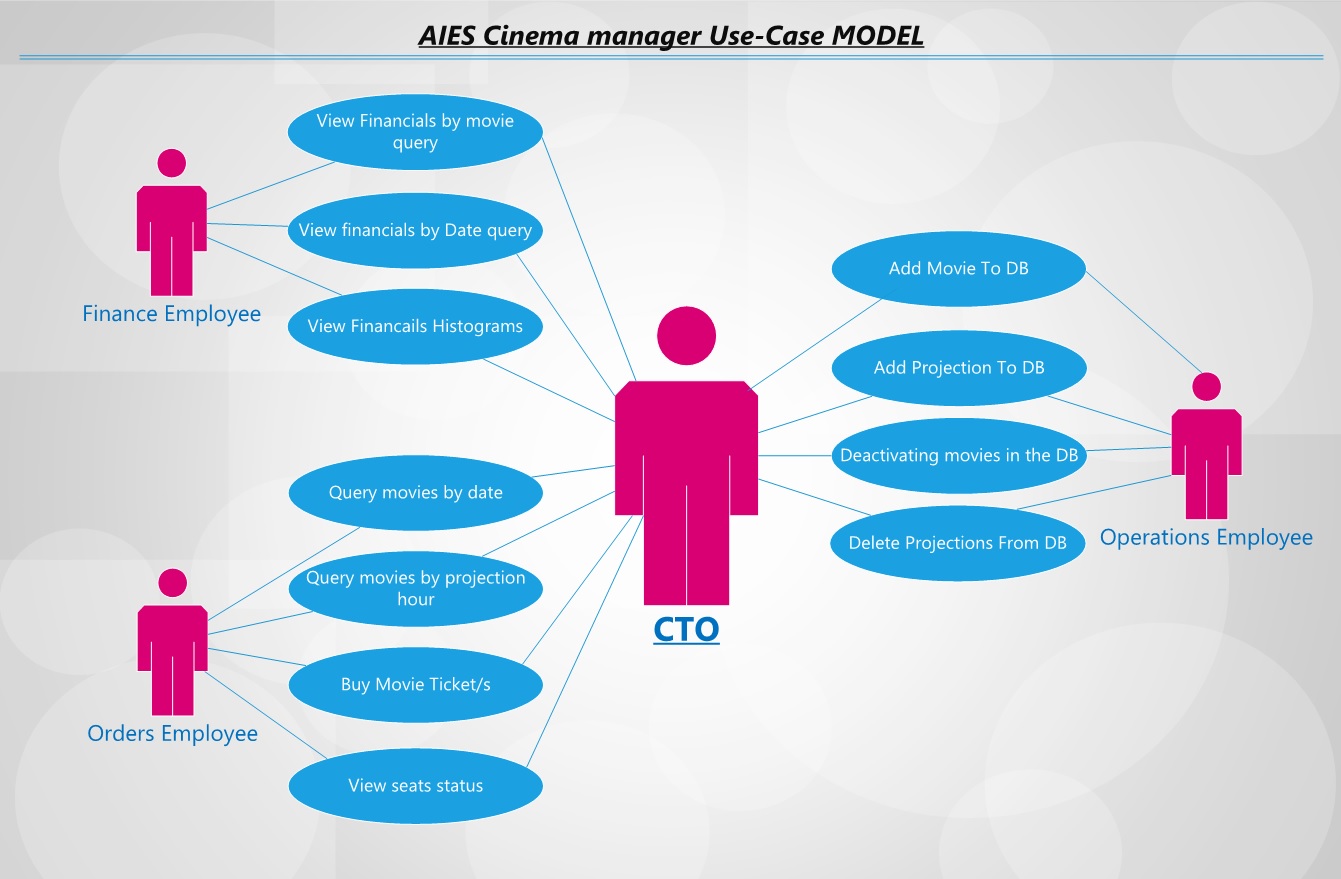 AIES Cinema manager Use-Case MODEL
View Financials by movie
query
View financials by Date query
View Financails Histograms
Finance Employee
Add Movie To DB
Add Projection To DB
Deactivating movies in the DB
Delete Projections From DB
Operations Employee
CTO
Query movies by date
Query movies by projection
hour
Buy Movie Ticket/s
View seats status
Orders Employee